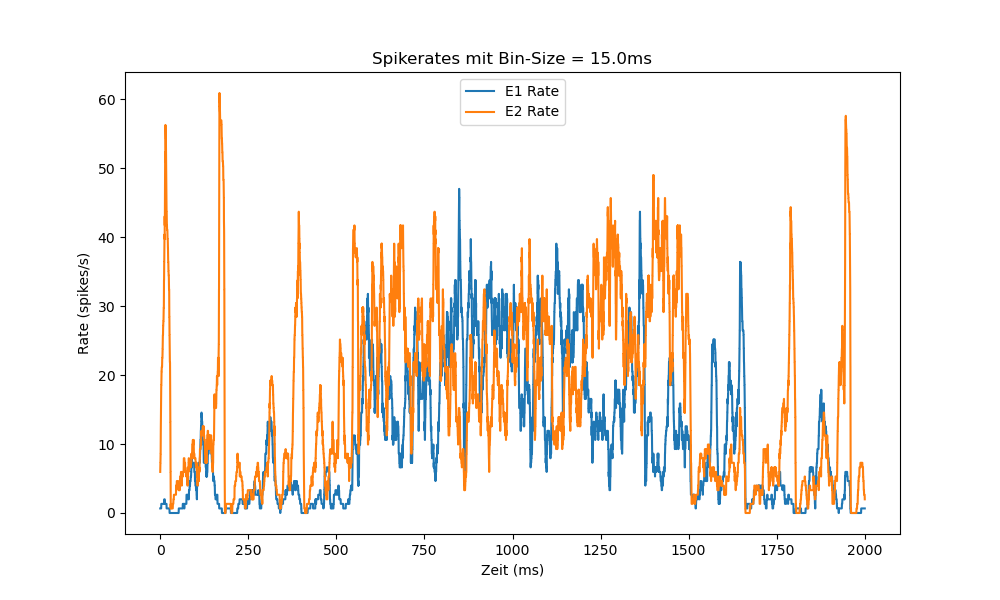 Spikerates mit Bin-Size = 15.0ms
E1 Rate
E2 Rate
Rate (spikes/s)
60
50
40
30
20
10
0
0 250 500 750 1000 1250 1500 1750 2000
Zeit (ms)